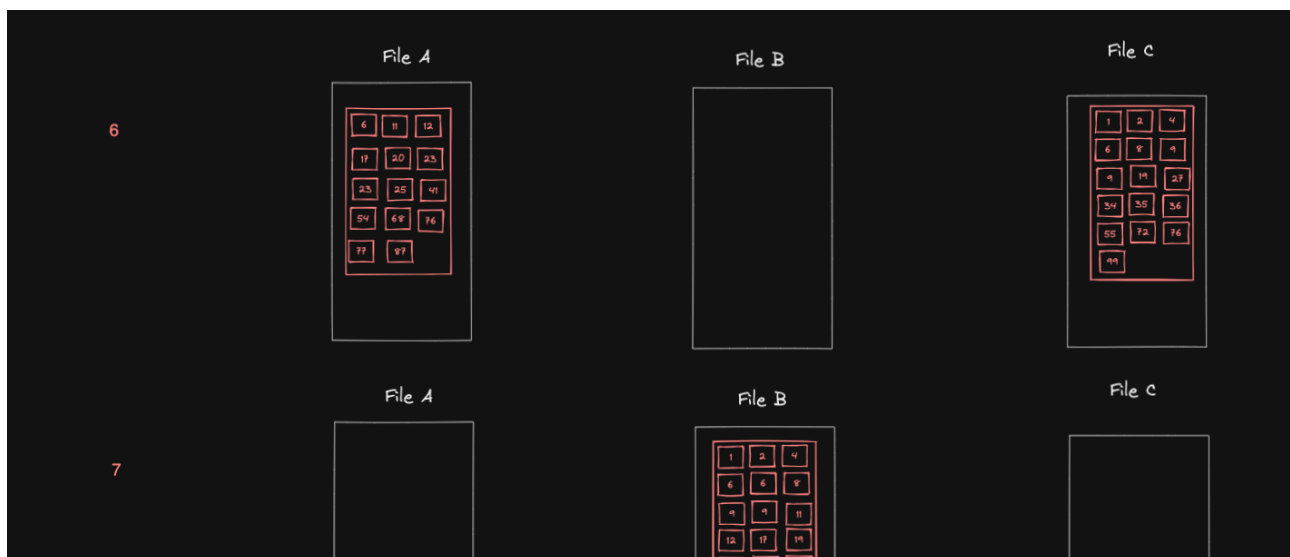 File A
File B
File C
6
6 11 12
17 20 23
23 25 41
54 68 76
77 87
1 2 4
6 8 9
9 19 27
34 35 36
55 72 76
99
File A
File B
File C
7
1 2 4
6 6 8
9 9 11
12 17 19